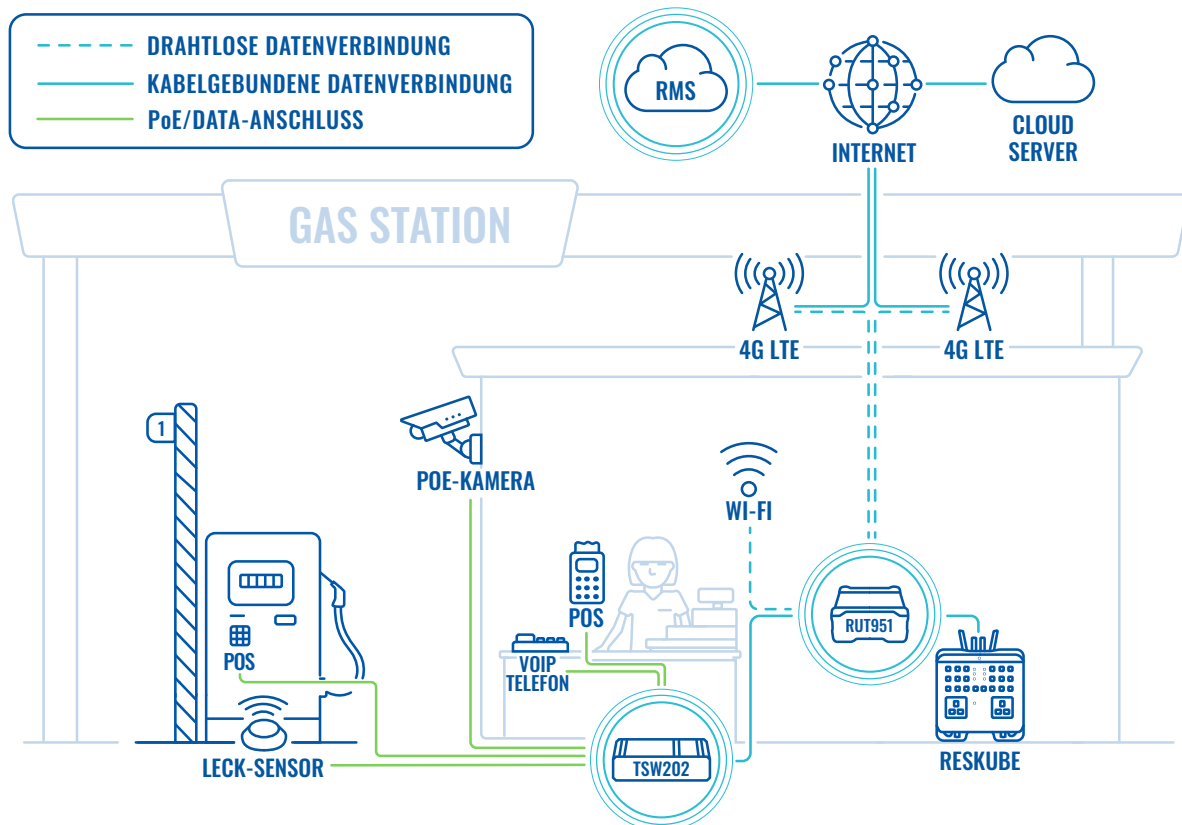 DRAHTLOSE DATENVERBINDUNG
KABELGEBUNDENE DATENVERBINDUNG
PoE/DATA-ANSCHLUSS
RMS
INTERNET
CLOUD
SERVER
GAS STATION
4G LTE
4G LTE
1
POE-KAMERA
WI-FI
POS
RUT951
VOIP
TELEFON
POS
LECK-SENSOR
TSW202
RESKUBE